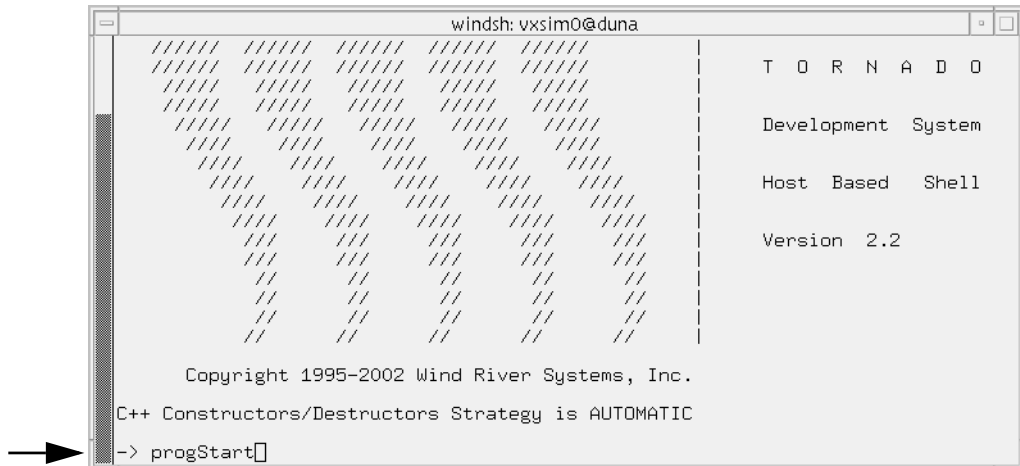 windsh: vxsim0@duna
////// ////// ////// ////// ////// |
////// ////// ////// ////// ////// | T O R N A D O
///// ///// ///// ///// ///// |
///// ///// ///// ///// ///// |
///// ///// ///// ///// ///// | Development System
//// //// //// //// //// |
//// //// //// //// //// |
//// //// //// //// //// | Host Based Shell
//// //// //// //// //// |
//// //// //// //// //// |
/// /// /// /// /// | Version 2.2
/// /// /// /// /// |
// // // // // |
// // // // // |
// // // // // |
// // // // // |
Copyright 1995-2002 Wind River Systems, Inc.
C++ Constructors/Destructors Strategy is AUTOMATIC
-> progStart